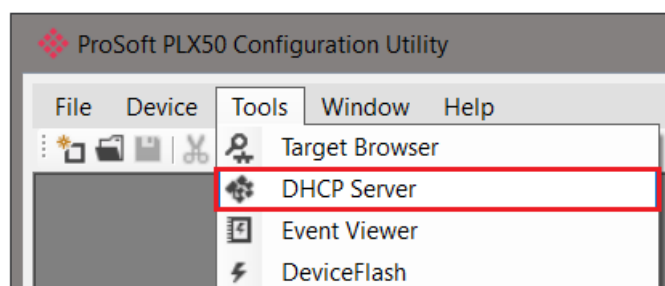 ProSoft PLX50 Configuration Utility
File Device Tools Window Help
Target Browser
DHCP Server
Event Viewer
DeviceFlash